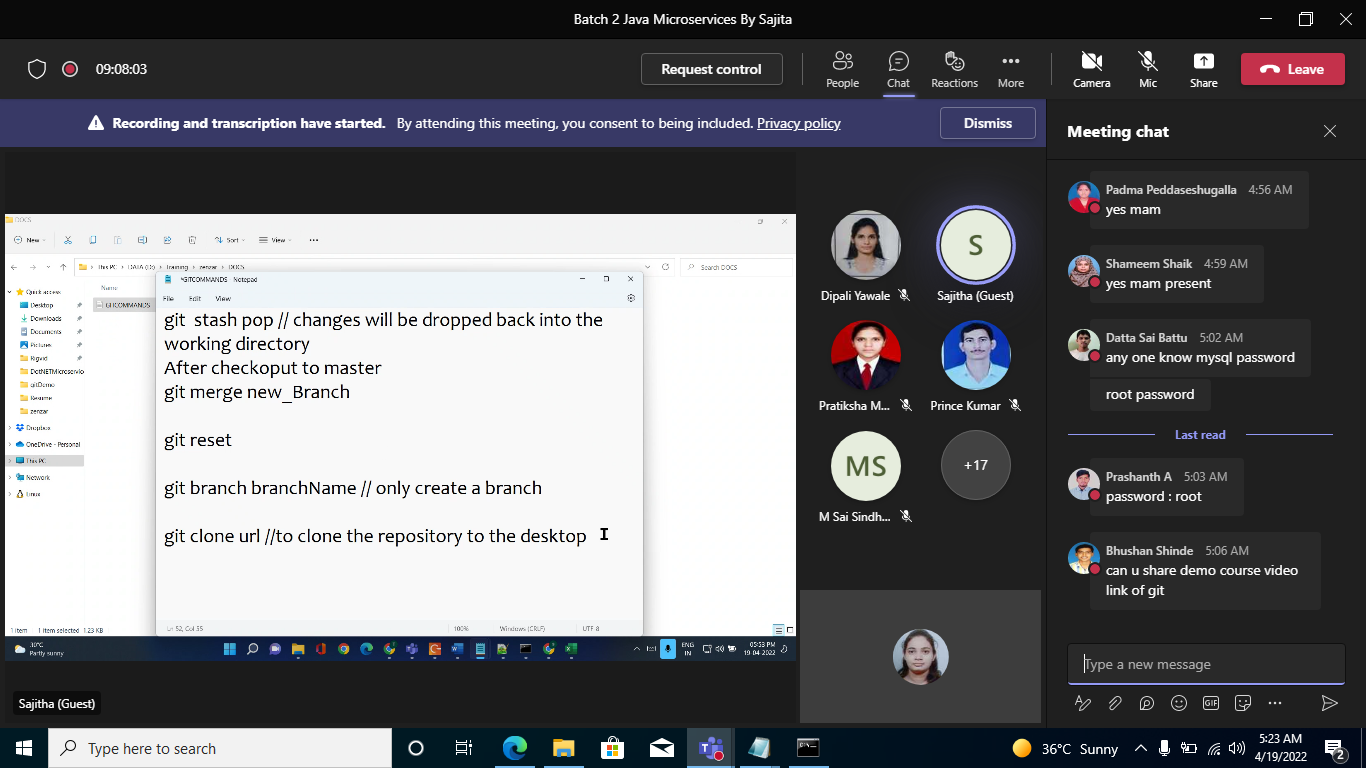 Batch 2 Java Microservices By Sajita
09:08:03
Request control
People
Chat
Reactions
More
Camera
Mic
Share
Leave
Recording and transcription have started. By attending this meeting, you consent to being included. Privacy policy
Dismiss
DOCS
New
Sort
View
This PC > DATA (D:) > Training > zenzar > DOCS
Search DOCS
Name
GITCOMMANDS
Quick access
Desktop
Downloads
Documents
Pictures
Rigvid
DotNETMicroservice
gitDemo
Resume
zenzar
Dropbox
OneDrive - Personal
This PC
Network
Linux
1 item
1 item selected 1.23 KB
*GITCOMMANDS - Notepad
File Edit View
git stash pop // changes will be dropped back into the
working directory
After checkoput to master
git merge new_Branch
git reset
git branch branchName // only create a branch
git clone url //to clone the repository to the desktop
Ln 52, Col 55
100%
Windows (CRLF)
UTF-8
30°C
Partly sunny
ENG
IN
05:53 PM
19-04-2022
Sajitha (Guest)
Dipali Yawale
S
Sajitha (Guest)
Pratiksha M...
Prince Kumar
MS
M Sai Sindh...
+17
Meeting chat
Padma Peddaseshugalla 4:56 AM
yes mam
Shameem Shaik 4:59 AM
yes mam present
Datta Sai Battu 5:02 AM
any one know mysql password
root password
Last read
Prashanth A 5:03 AM
password : root
Bhushan Shinde 5:06 AM
can u share demo course video
link of git
Type a new message
GIF
Type here to search
36°C Sunny
5:23 AM
4/19/2022
2